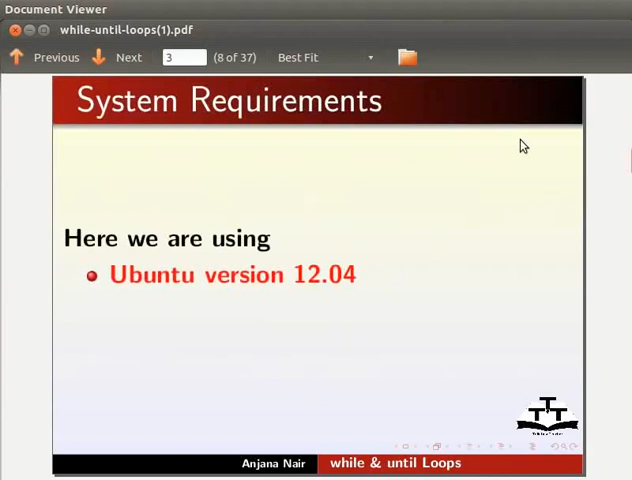 Document Viewer
while-until-loops(1).pdf
Previous Next 3 (8 of 37) Best Fit
System Requirements
Here we are using
Ubuntu version 12.04
TTT
Anjana Nair while & until Loops